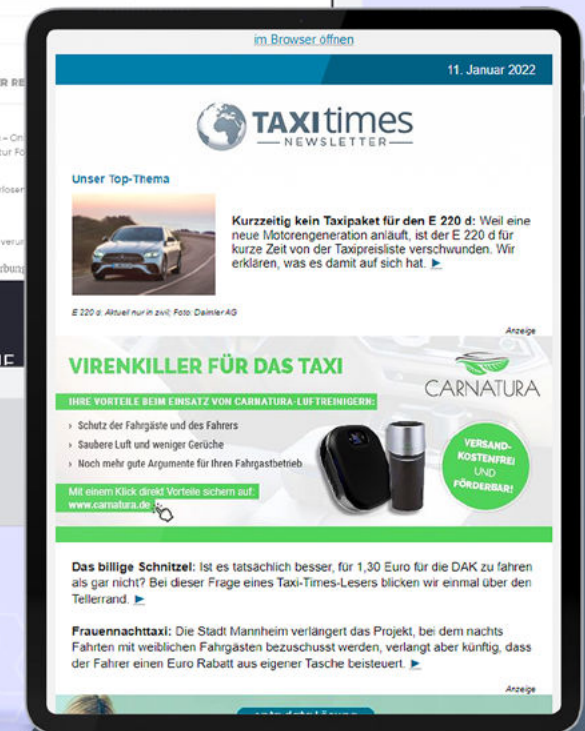 im Browser öffnen
11. Januar 2022
TAXItimes
NEWSLETTER
Unser Top-Thema
Kurzzeitig kein Taxipaket für den E 220 d: Weil eine
neue Motorengeneration anläuft, ist der E 220 d für
kurze Zeit von der Taxipreisliste verschwunden. Wir
erklären, was es damit auf sich hat. ►
E 220 d. Aktuell nur in zivil; Foto: Daimler AG
Anzeige
VIRENKILLER FÜR DAS TAXI
CARNATURA
IHRE VORTEILE BEIM EINSATZ VON CARNATURA-LUFTREINIGERN:
› Schutz der Fahrgäste und des Fahrers
› Saubere Luft und weniger Gerüche
› Noch mehr gute Argumente für Ihren Fahrgastbetrieb
VERSAND-
KOSTENFREI
UND
FÖRDERBAR!
Mit einem Klick direkt Vorteile sichern auf:
www.carnatura.de
Das billige Schnitzel: Ist es tatsächlich besser, für 1,30 Euro für die DAK zu fahren
als gar nicht? Bei dieser Frage eines Taxi-Times-Lesers blicken wir einmal über den
Tellerrand. ►
Frauennachttaxi: Die Stadt Mannheim verlängert das Projekt, bei dem nachts
Fahrten mit weiblichen Fahrgästen bezuschusst werden, verlangt aber künftig, dass
der Fahrer einen Euro Rabatt aus eigener Tasche beisteuert. ►
Anzeige